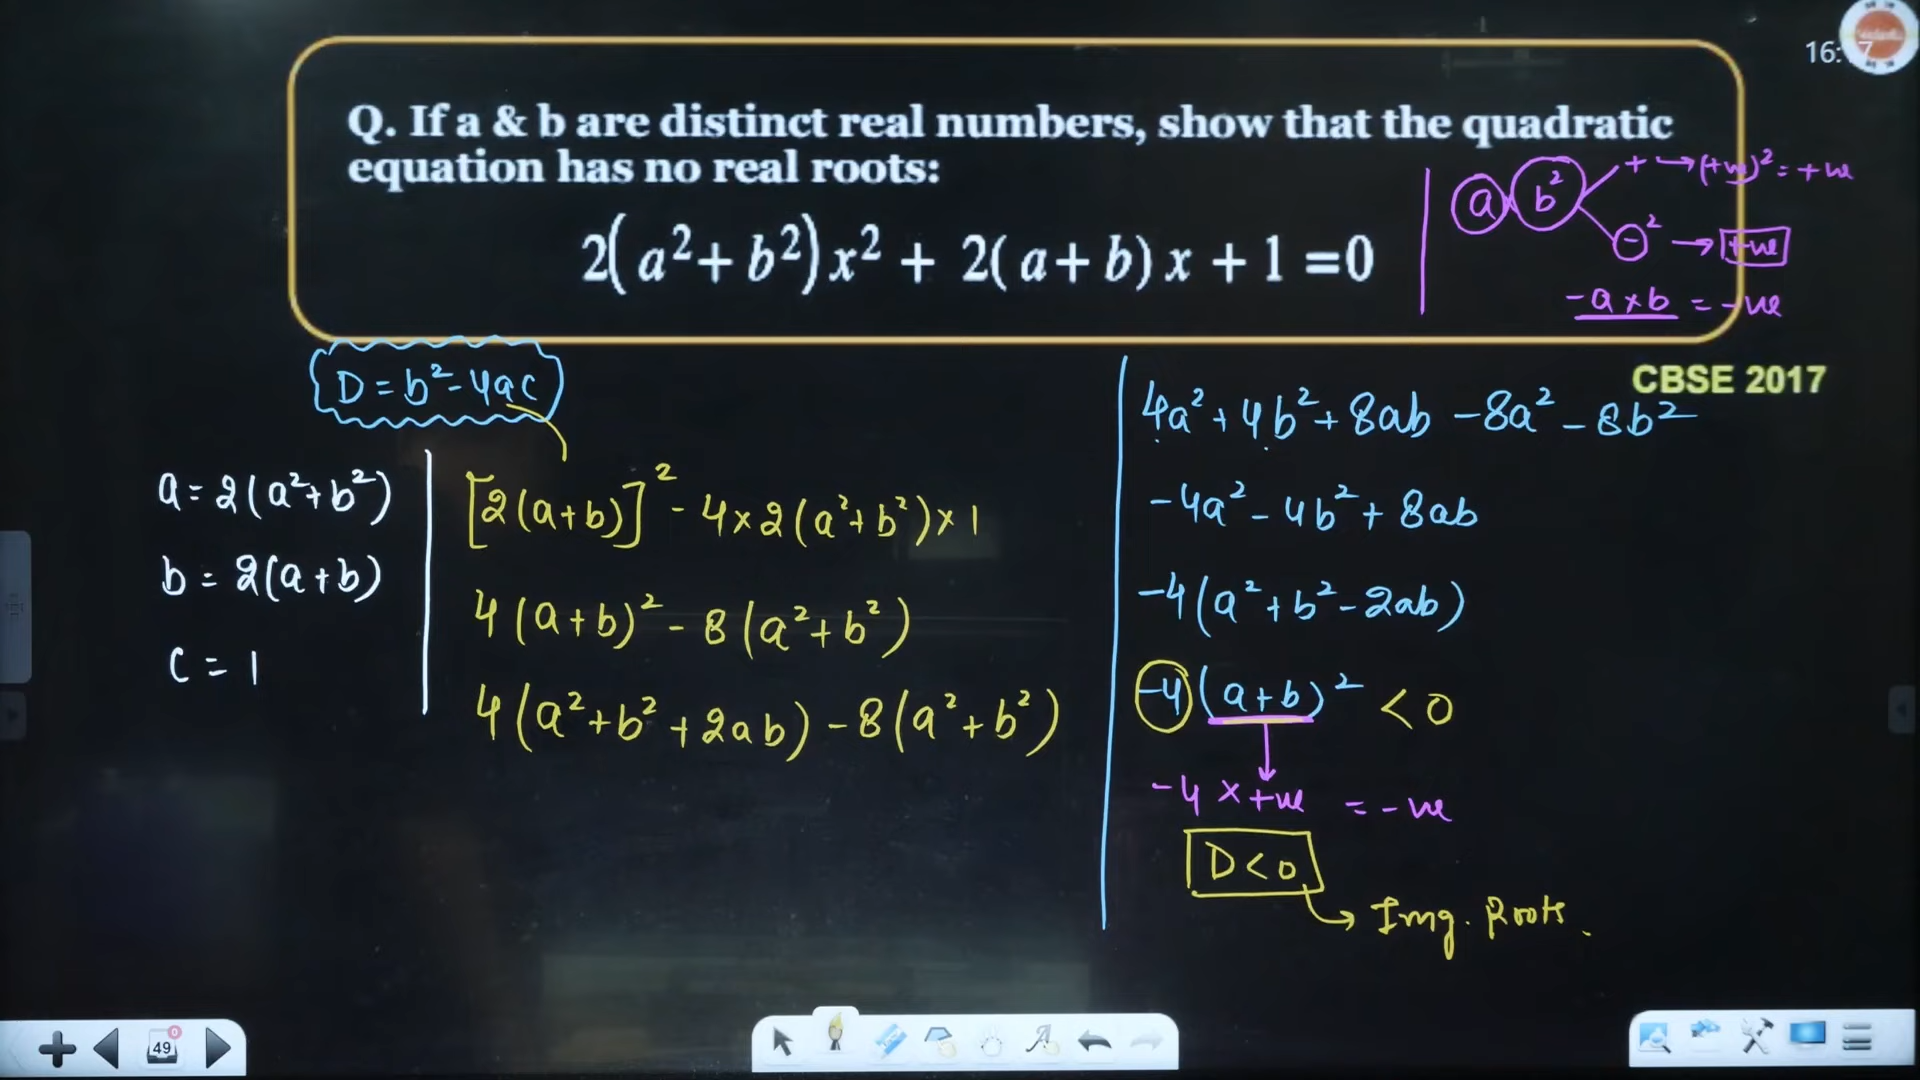 16:
Q. If a & b are distinct real numbers, show that the quadratic
equation has no real roots:
2(a²+ b²)x² + 2(a+ b) x + 1 =0
a b² + → (+ve)² = +ve
-² → +ve
-a × b = -ve
CBSE 2017
D = b² - 4ac
a = 2(a²+b²)
b = 2(a+b)
c = 1
[2(a+b)]² - 4×2(a²+b²)×1
4(a+b)² - 8(a²+b²)
4(a²+b²+2ab) - 8(a²+b²)
4a² + 4b² + 8ab - 8a² - 8b²
-4a² - 4b² + 8ab
-4(a²+b²-2ab)
-4(a+b)² < 0
-4 × +ve = -ve
D < 0
→ Img. Roots.
49
0